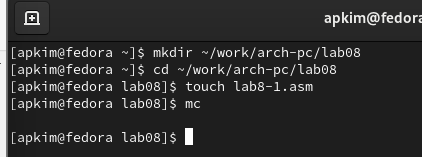 apkim@fedora
[apkim@fedora ~]$ mkdir ~/work/arch-pc/lab08
[apkim@fedora ~]$ cd ~/work/arch-pc/lab08
[apkim@fedora lab08]$ touch lab8-1.asm
[apkim@fedora lab08]$ mc
[apkim@fedora lab08]$